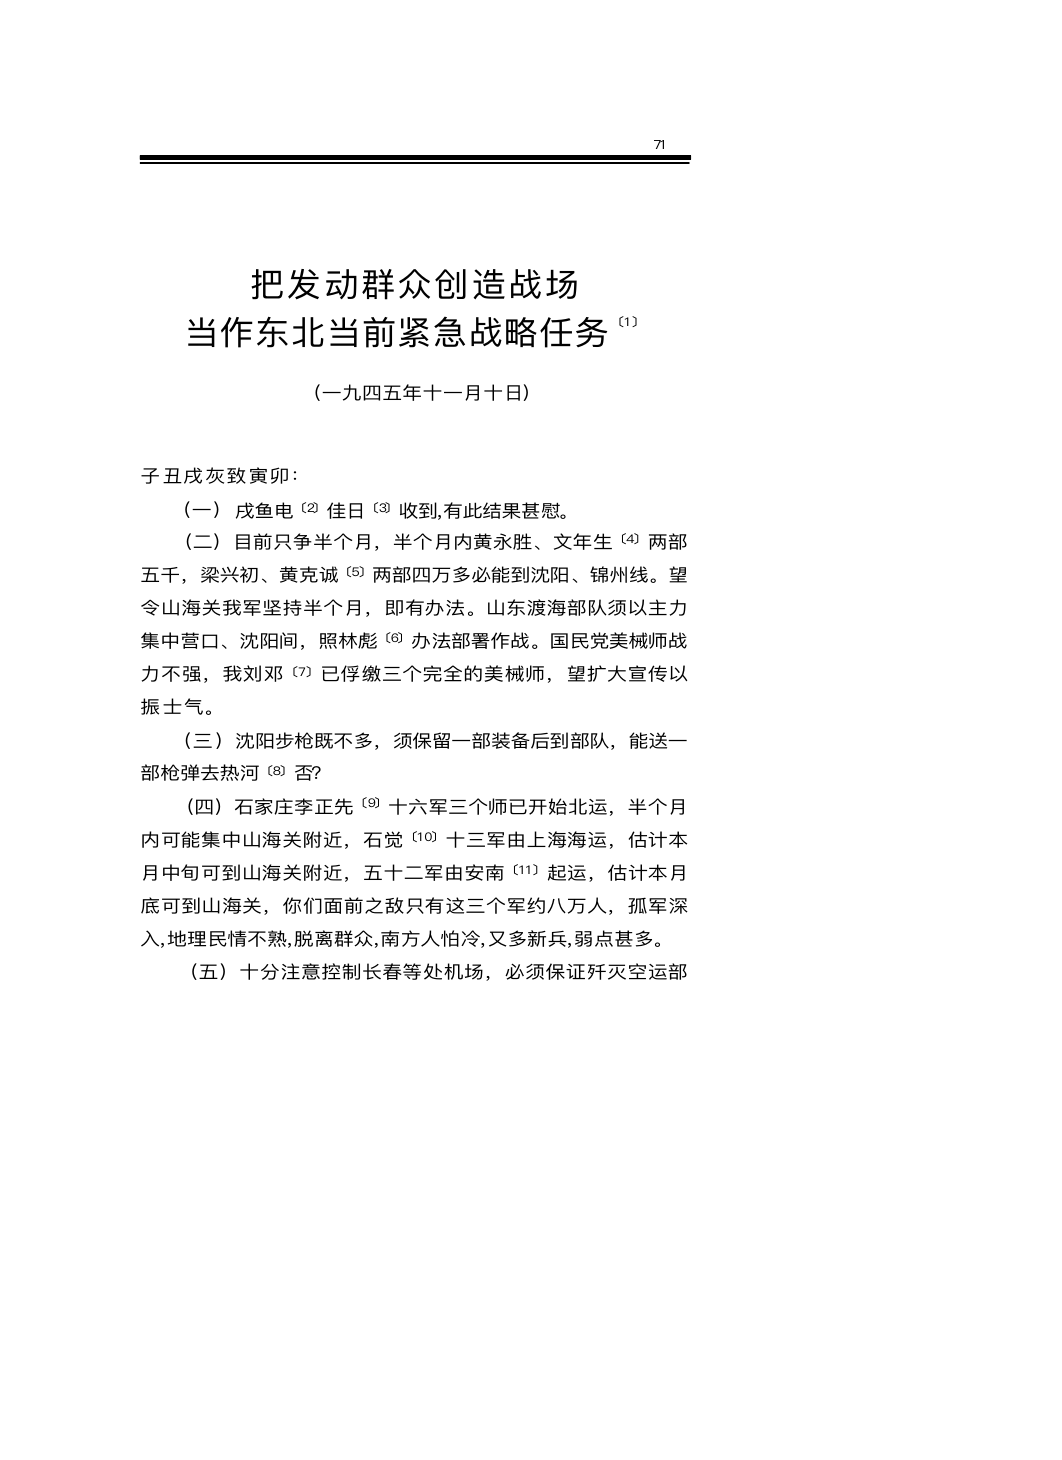 71
把发动群众创造战场
当作东北当前紧急战略任务〔1〕
(一九四五年十一月十日)
子丑戌灰致寅卯:
(一) 戌鱼电〔2〕佳日〔3〕收到,有此结果甚慰。
(二) 目前只争半个月, 半个月内黄永胜、文年生〔4〕两部
五千, 梁兴初、黄克诚〔5〕两部四万多必能到沈阳、锦州线。望
令山海关我军坚持半个月, 即有办法。山东渡海部队须以主力
集中营口、沈阳间, 照林彪〔6〕办法部署作战。国民党美械师战
力不强, 我刘邓〔7〕已俘缴三个完全的美械师, 望扩大宣传以
振士气。
(三) 沈阳步枪既不多, 须保留一部装备后到部队, 能送一
部枪弹去热河〔8〕否?
(四) 石家庄李正先〔9〕十六军三个师已开始北运, 半个月
内可能集中山海关附近, 石觉〔10〕十三军由上海海运, 估计本
月中旬可到山海关附近, 五十二军由安南〔11〕起运, 估计本月
底可到山海关, 你们面前之敌只有这三个军约八万人, 孤军深
入,地理民情不熟,脱离群众,南方人怕冷,又多新兵,弱点甚多。
(五) 十分注意控制长春等处机场, 必须保证歼灭空运部